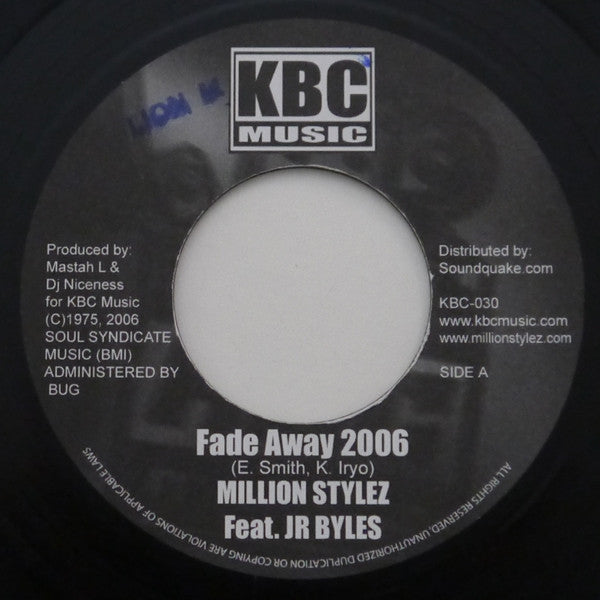 KBC
MUSIC
LION M
Produced by:
Mastah L &
Dj Niceness
for KBC Music
(C)1975, 2006
SOUL SYNDICATE
MUSIC (BMI)
ADMINISTERED BY
BUG
Distributed by:
Soundquake.com
KBC-030
www.kbcmusic.com
www.millionstylez.com
SIDE A
Fade Away 2006
(E. Smith, K. Iryo)
MILLION STYLEZ
Feat. JR BYLES
ALL RIGHTS RESERVED. UNAUTHORIZED DUPLICATION OR COPYING ARE VIOLATIONS OF APPLICABLE LAWS